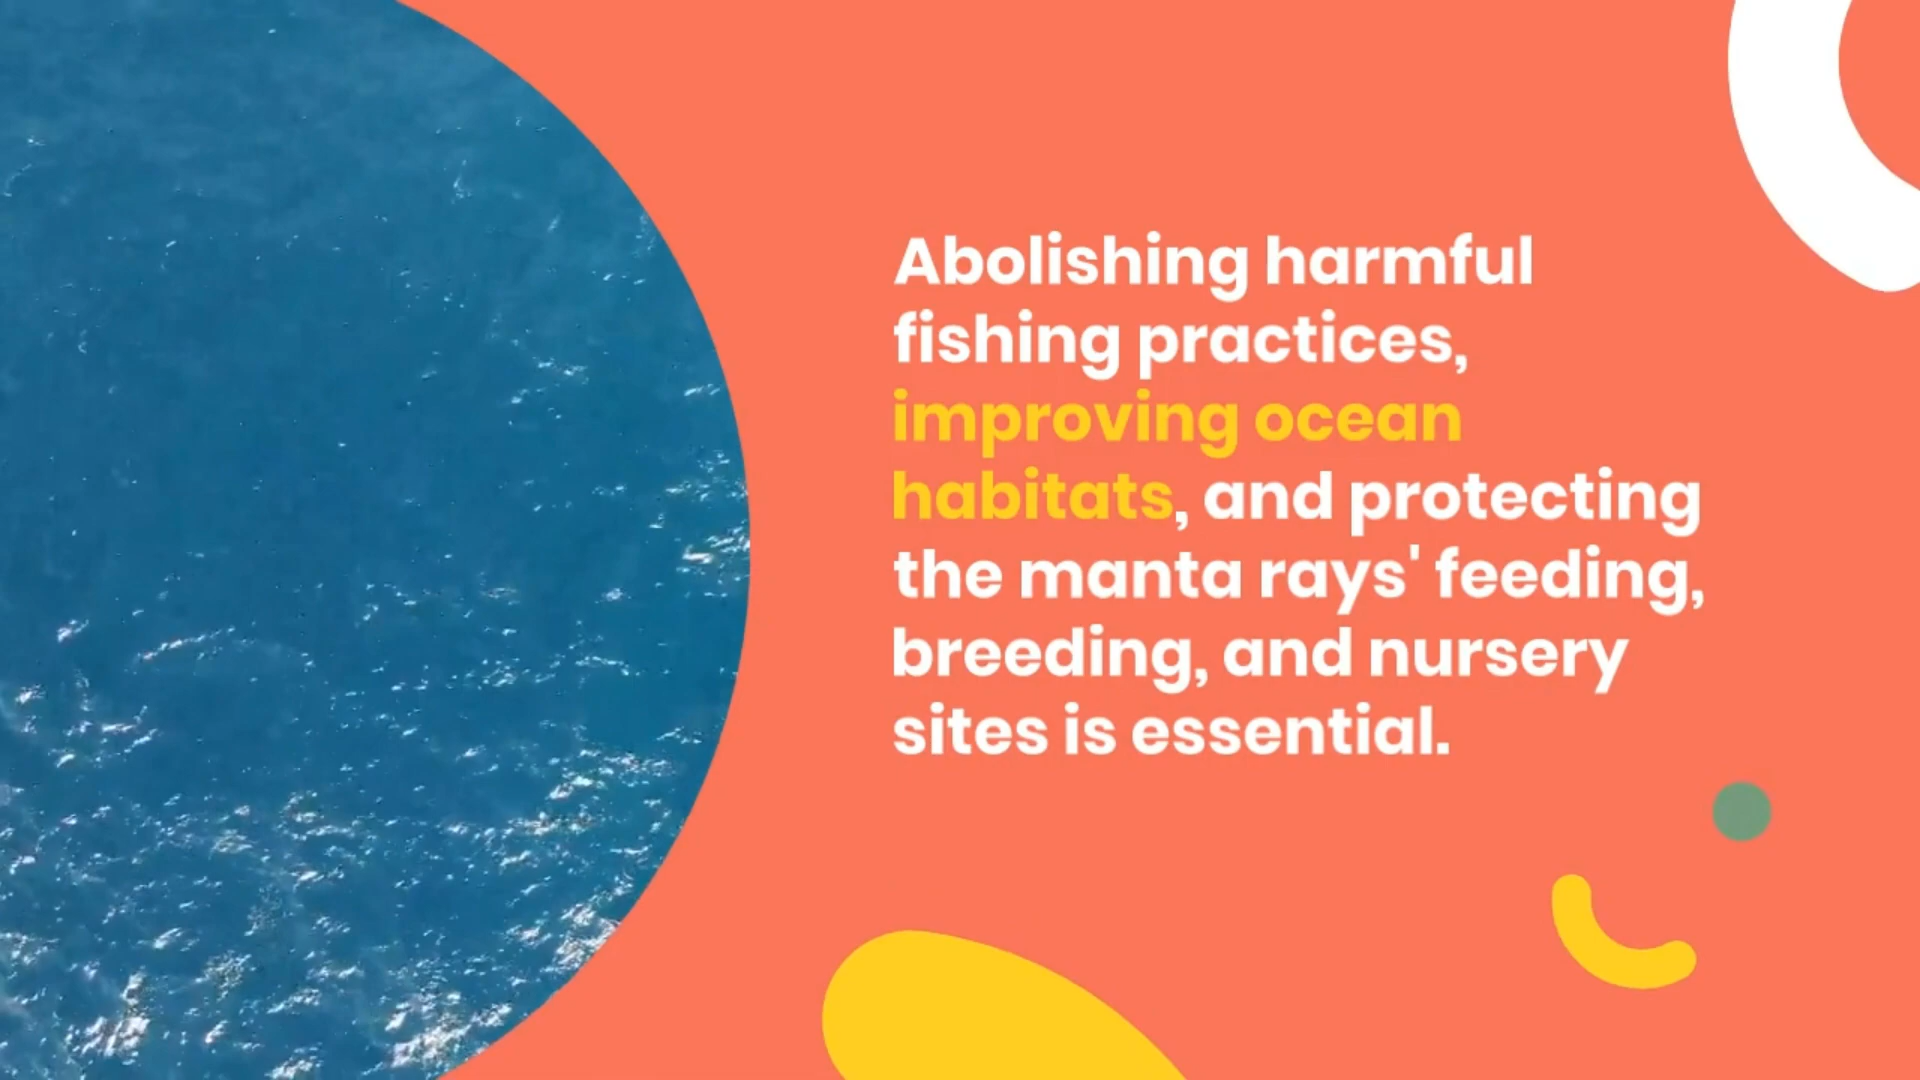 Abolishing harmful
fishing practices,
improving ocean
habitats, and protecting
the manta rays' feeding,
breeding, and nursery
sites is essential.